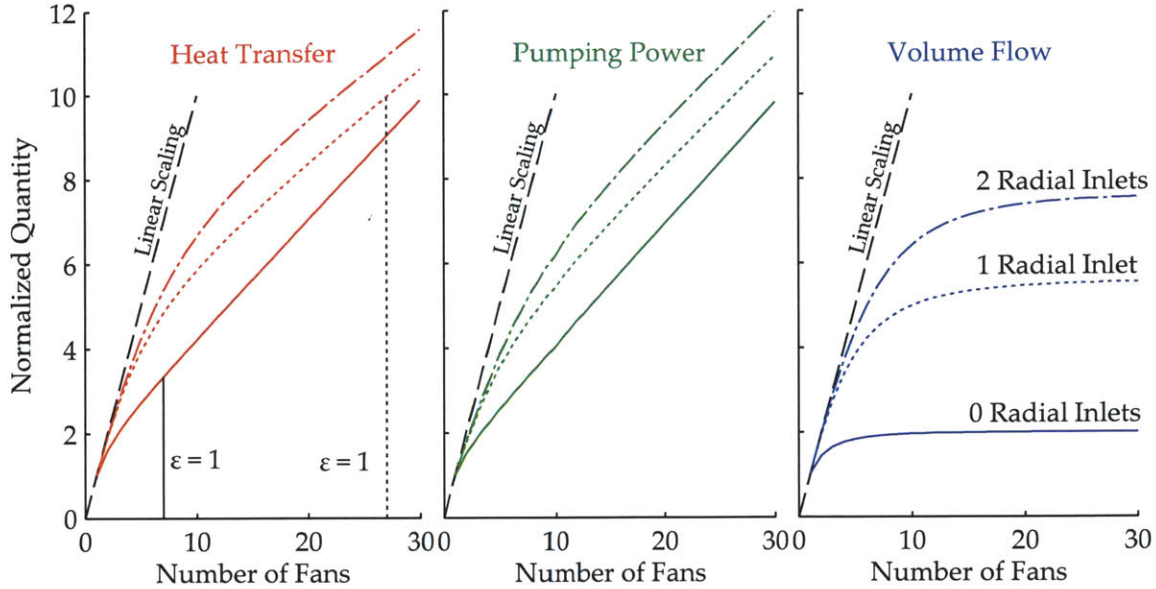 Heat Transfer
Pumping Power
Volume Flow
Normalized Quantity
12
10
8
6
4
2
0
Linear Scaling
Linear Scaling
Linear Scaling
ε = 1
ε = 1
2 Radial Inlets
1 Radial Inlet
0 Radial Inlets
0 10 20 30
0 10 20 30
0 10 20 30
Number of Fans
Number of Fans
Number of Fans